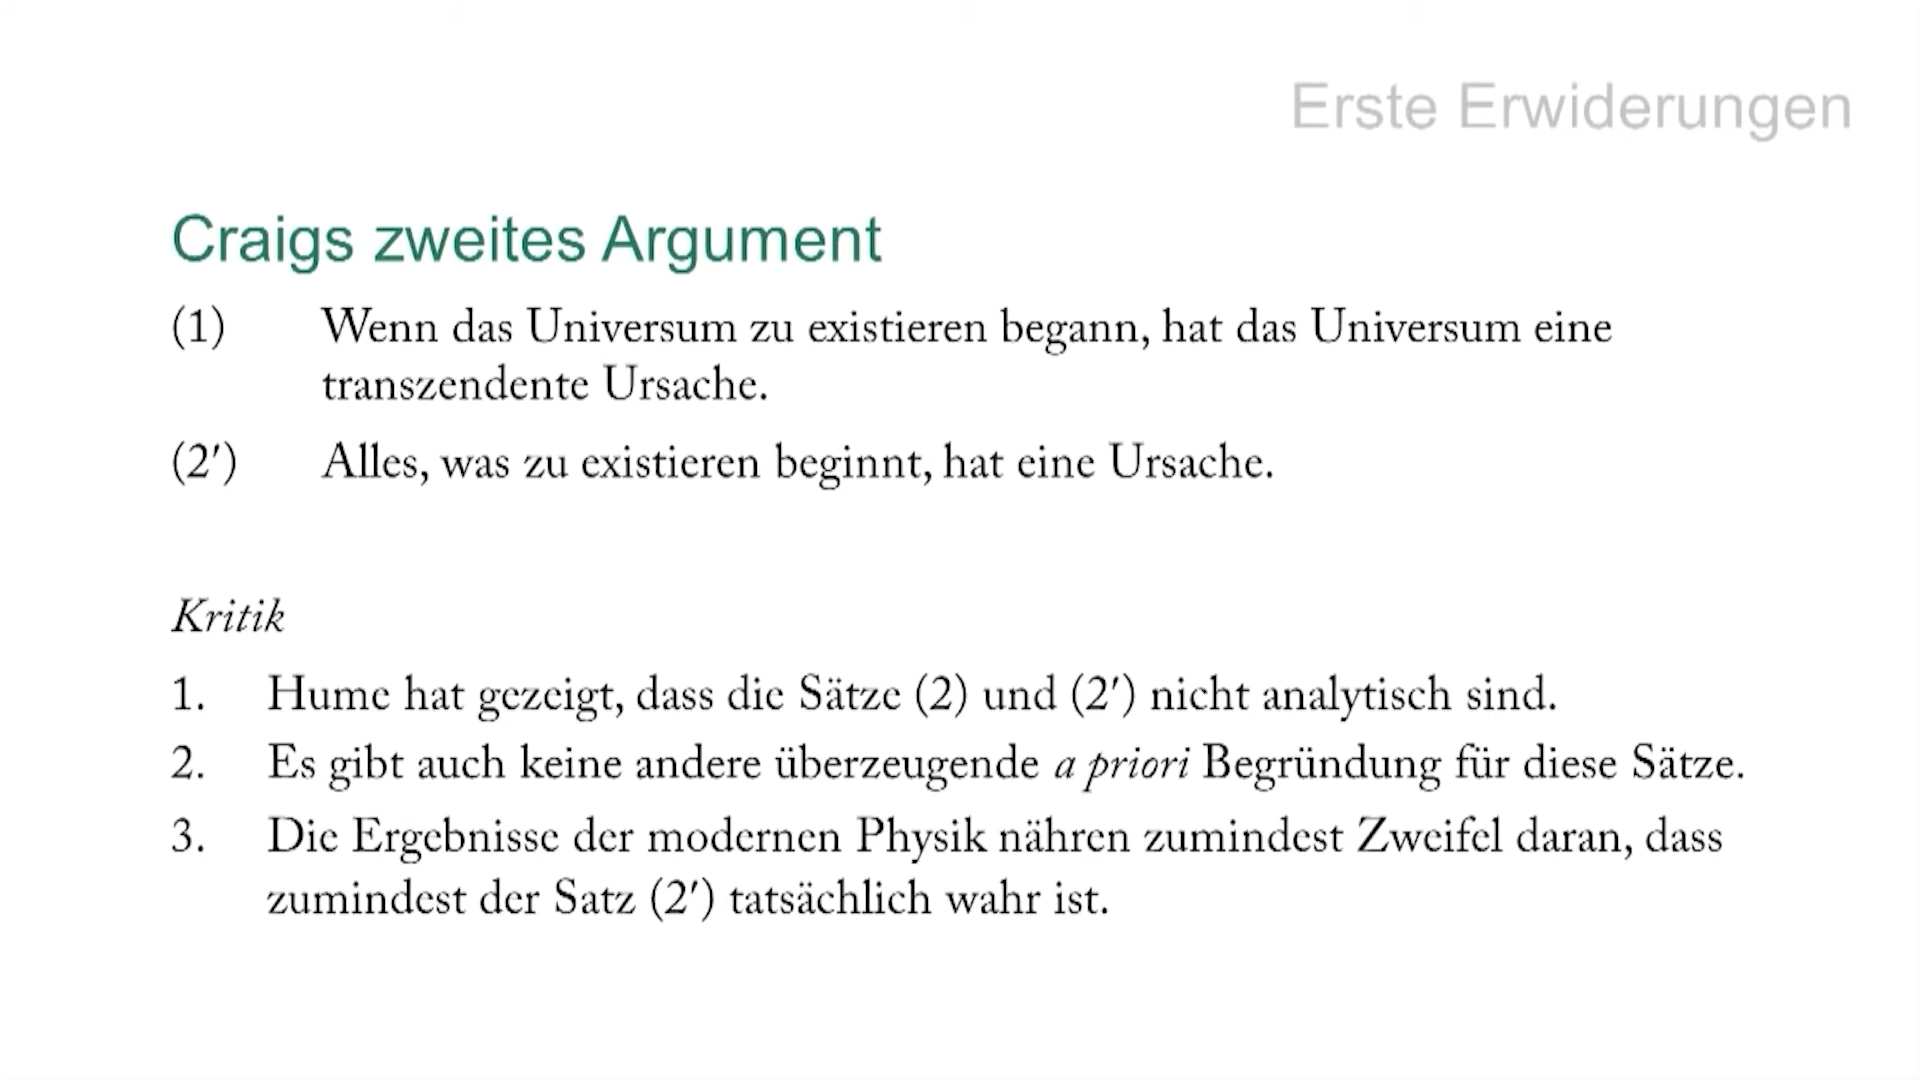 Erste Erwiderungen
Craigs zweites Argument
(1) Wenn das Universum zu existieren begann, hat das Universum eine
transzendente Ursache.
(2′) Alles, was zu existieren beginnt, hat eine Ursache.
Kritik
1. Hume hat gezeigt, dass die Sätze (2) und (2′) nicht analytisch sind.
2. Es gibt auch keine andere überzeugende a priori Begründung für diese Sätze.
3. Die Ergebnisse der modernen Physik nähren zumindest Zweifel daran, dass
zumindest der Satz (2′) tatsächlich wahr ist.